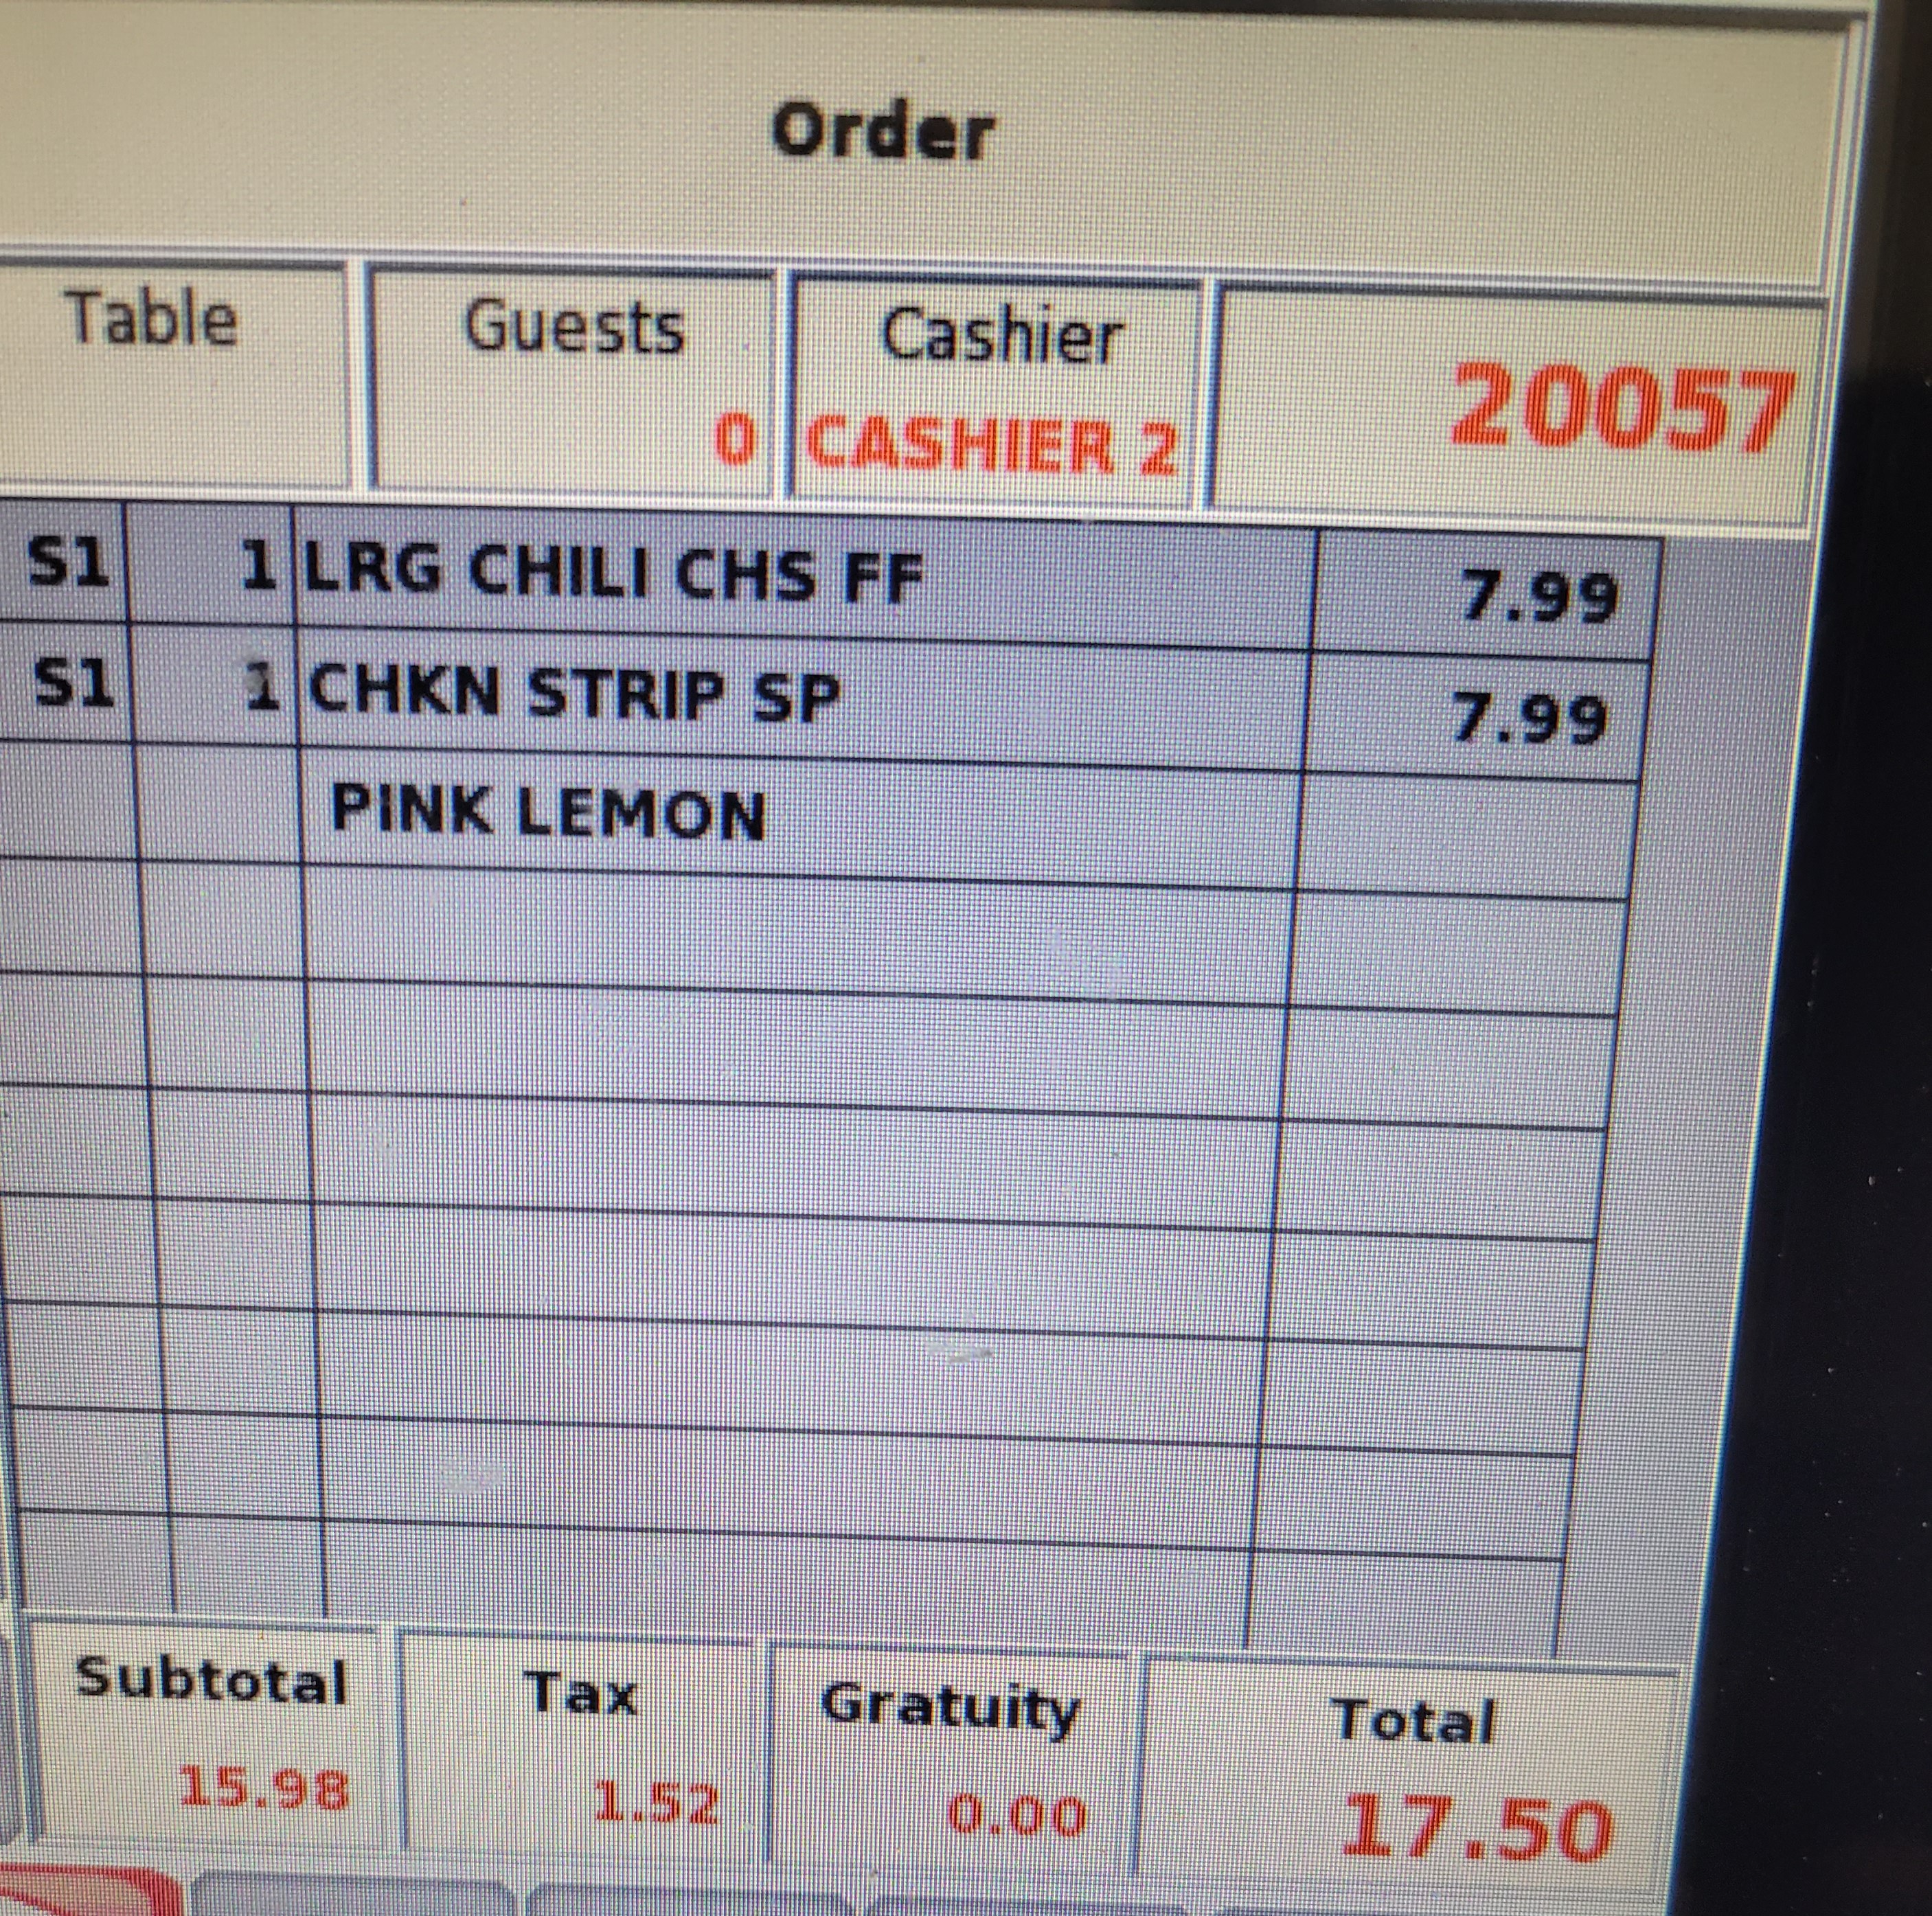 Order
Table Guests Cashier
0 CASHIER 2 20057
S1 1 LRG CHILI CHS FF 7.99
S1 1 CHKN STRIP SP 7.99
PINK LEMON
Subtotal Tax Gratuity Total
15.98 1.52 0.00 17.50